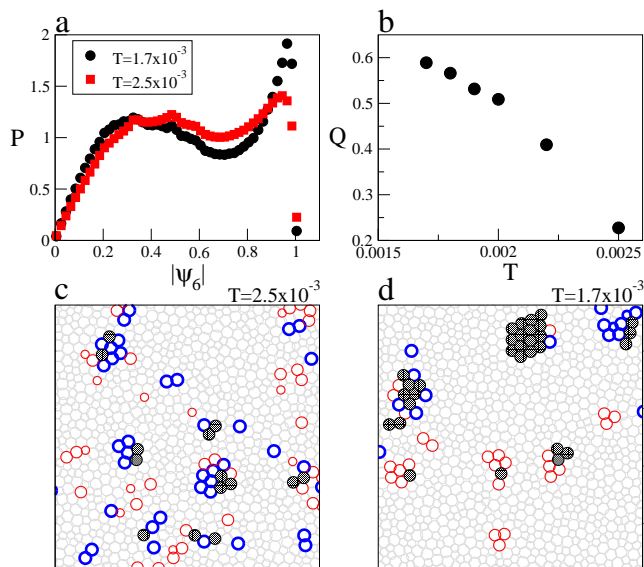 a
2
1.5
P
1
0.5
0
0 0.2 0.4 0.6 0.8 1
|ψ₆|
T=1.7x10⁻³
T=2.5x10⁻³
b
0.6
0.5
Q
0.4
0.3
0.2
0.0015 0.002 0.0025
T
c
T=2.5x10⁻³
d
T=1.7x10⁻³